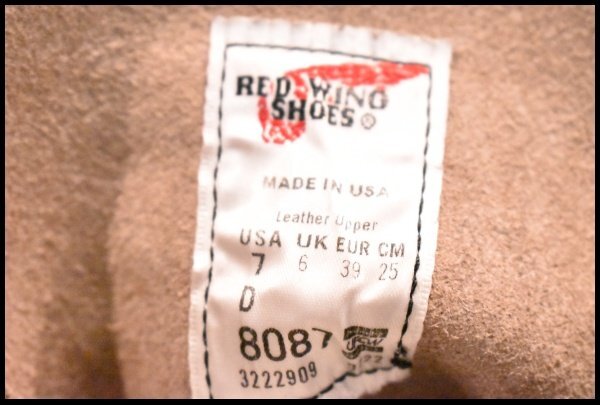 RED WING
SHOES ®
MADE IN USA
Leather Upper
USA UK EUR CM
7 6 39 25
D
8087
3222909